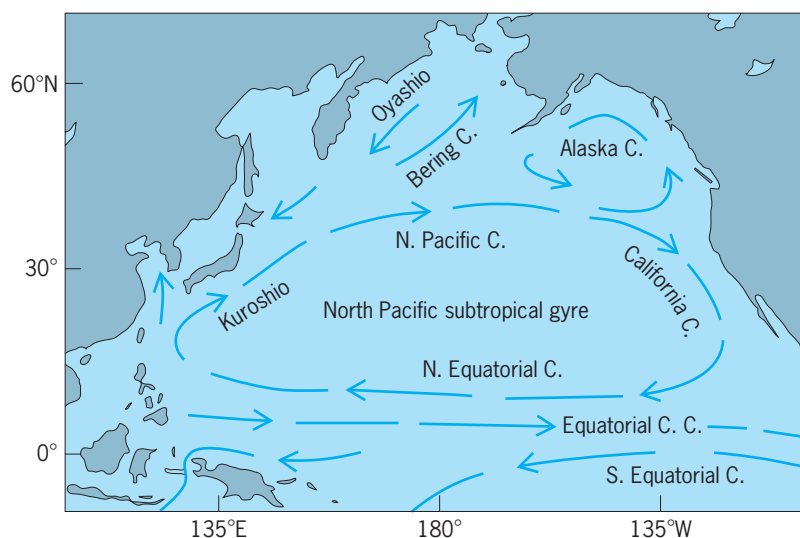 60°N
Oyashio
Bering C.
Alaska C.
N. Pacific C.
30°
Kuroshio
California C.
North Pacific subtropical gyre
N. Equatorial C.
Equatorial C. C.
0°
S. Equatorial C.
135°E
180°
135°W